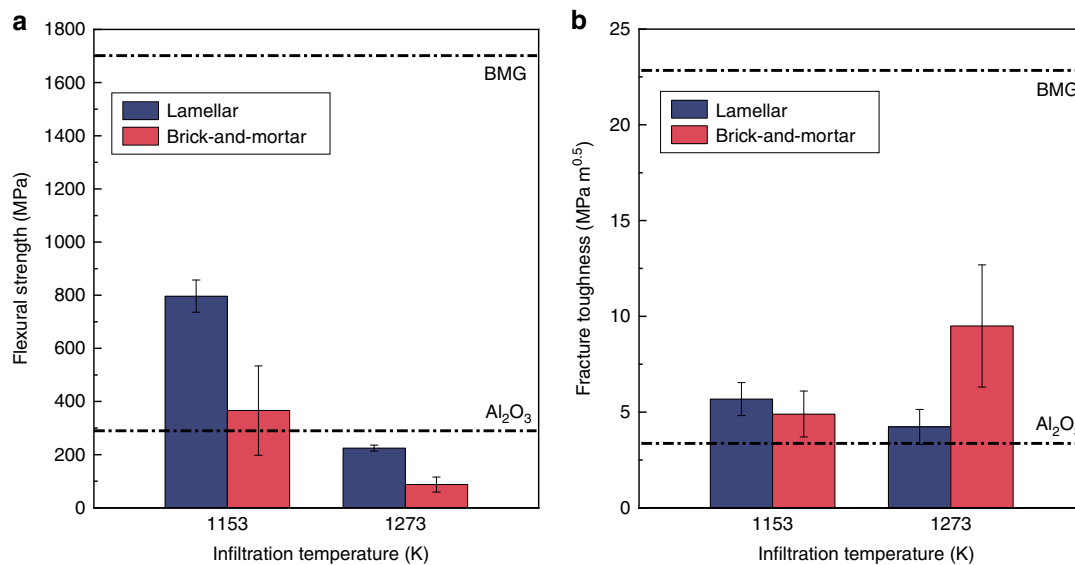 a
1800
1600
1400
1200
1000
800
600
400
200
0
Flexural strength (MPa)
BMG
Lamellar
Brick-and-mortar
Al₂O₃
1153 1273
Infiltration temperature (K)
b
25
20
15
10
5
0
Fracture toughness (MPa m⁰·⁵)
BMG
Lamellar
Brick-and-mortar
Al₂O₃
1153 1273
Infiltration temperature (K)